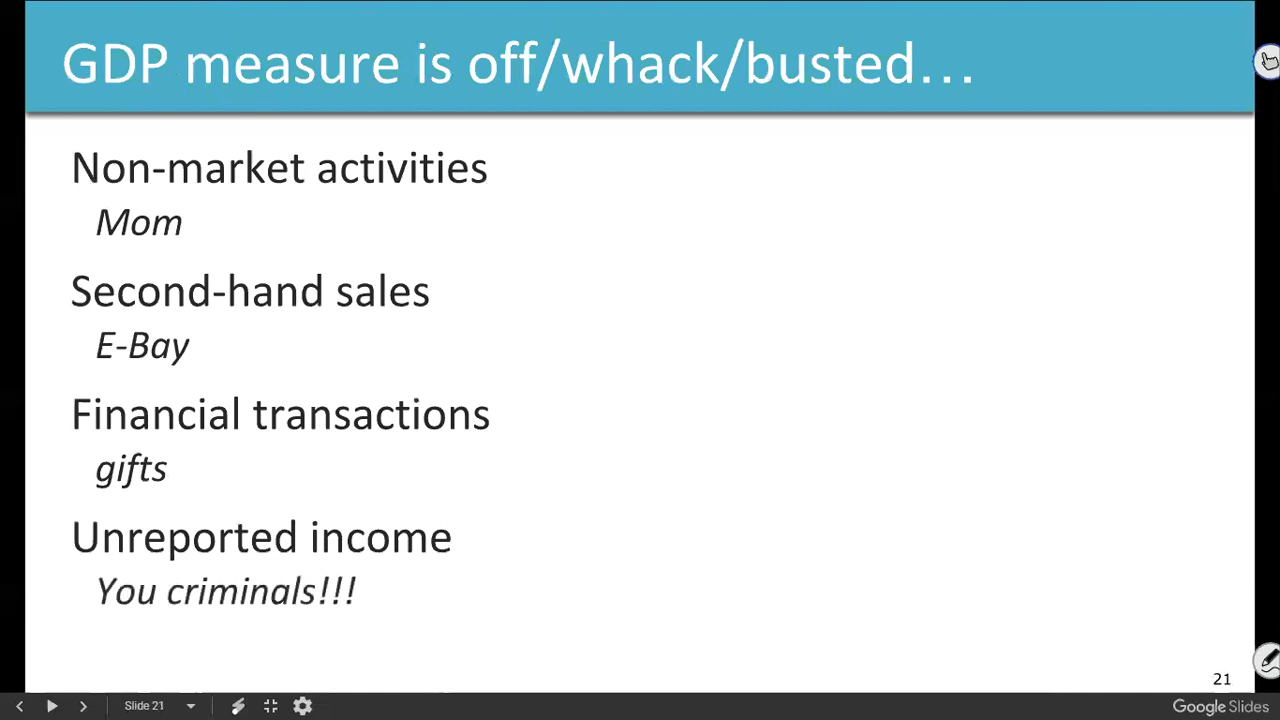 GDP measure is off/whack/busted…
Non-market activities
Mom
Second-hand sales
E-Bay
Financial transactions
gifts
Unreported income
You criminals!!!
21
Slide 21
Google Slides